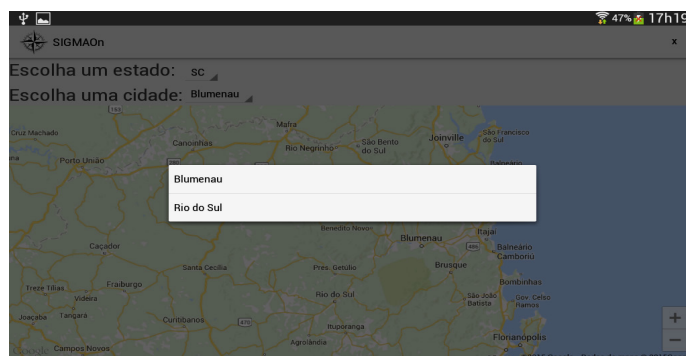 47% 17h19
SIGMAOn x
Escolha um estado: SC
Escolha uma cidade: Blumenau
Mafra
Cruz Machado
Canoinhas
São Bento do Sul
Joinville
São Francisco do Sul
Rio Negrinho
Porto União
Balneário
Blumenau
Rio do Sul
Benedito Novo
Itajaí
Blumenau
486
Caçador
Balneário Camboriú
Santa Cecília
Pres. Getúlio
Brusque
Treze Tílias
Fraiburgo
Bombinhas
Videira
Rio do Sul
São João Batista
Gov. Celso Ramos
Joaçaba
Tangará
Curitibanos
470
Ituporanga
+
Agrolândia
Florianópolis
Campos Novos
−